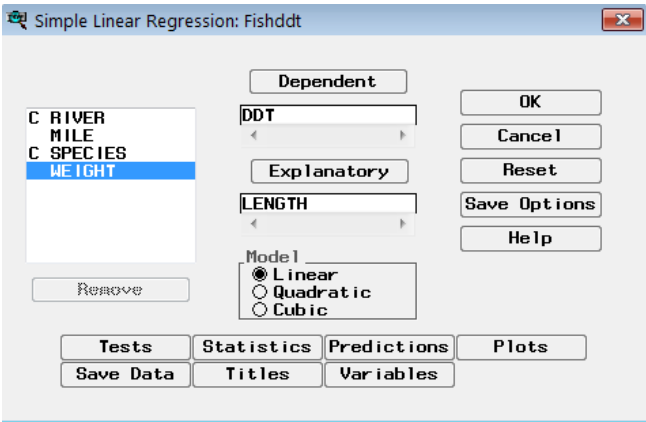 Simple Linear Regression: Fishddt
Dependent
C RIVER
MILE
C SPECIES
WEIGHT
DDT
Explanatory
LENGTH
Model
Linear
Quadratic
Cubic
Remove
OK
Cancel
Reset
Save Options
Help
Tests Statistics Predictions Plots
Save Data Titles Variables